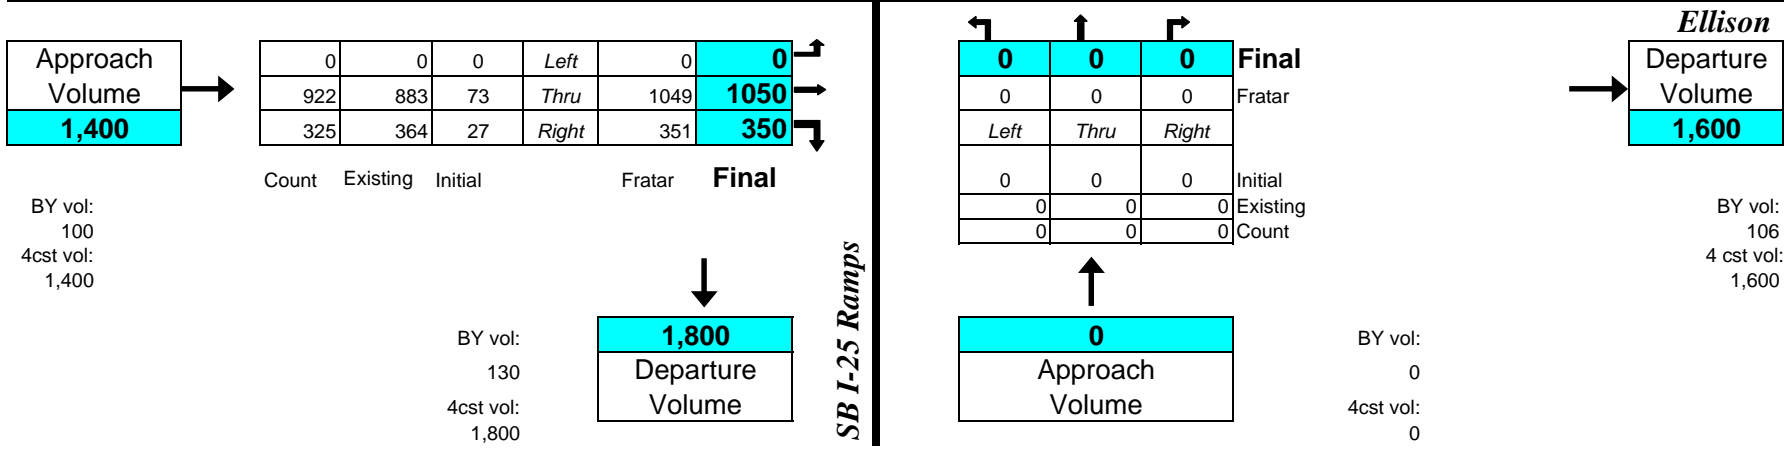 Ellison
Approach
Volume
1,400
0 0 0 Left 0 0
922 883 73 Thru 1049 1050
325 364 27 Right 351 350
Count Existing Initial Fratar Final
BY vol:
100
4cst vol:
1,400
BY vol:
130
4cst vol:
1,800
1,800
Departure
Volume
SB I-25 Ramps
0 0 0 Final
0 0 0 Fratar
Left Thru Right
0 0 0 Initial
0 0 0 Existing
0 0 0 Count
0
Approach
Volume
BY vol:
0
4cst vol:
0
Departure
Volume
1,600
BY vol:
106
4 cst vol:
1,600